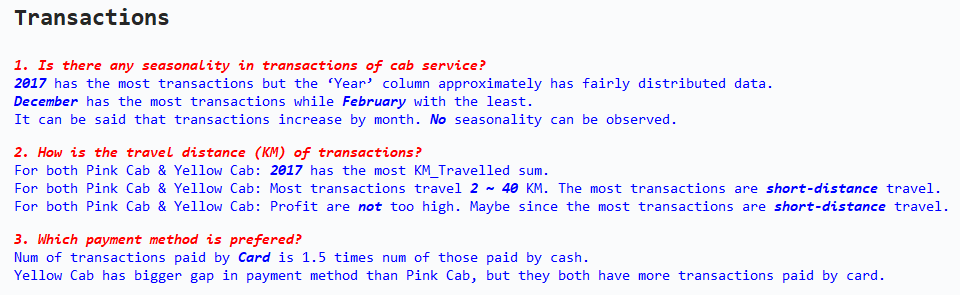 Transactions
1. Is there any seasonality in transactions of cab service?
2017 has the most transactions but the ‘Year’ column approximately has fairly distributed data.
December has the most transactions while February with the least.
It can be said that transactions increase by month. No seasonality can be observed.
2. How is the travel distance (KM) of transactions?
For both Pink Cab & Yellow Cab: 2017 has the most KM_Travelled sum.
For both Pink Cab & Yellow Cab: Most transactions travel 2 ~ 40 KM. The most transactions are short-distance travel.
For both Pink Cab & Yellow Cab: Profit are not too high. Maybe since the most transactions are short-distance travel.
3. Which payment method is prefered?
Num of transactions paid by Card is 1.5 times num of those paid by cash.
Yellow Cab has bigger gap in payment method than Pink Cab, but they both have more transactions paid by card.